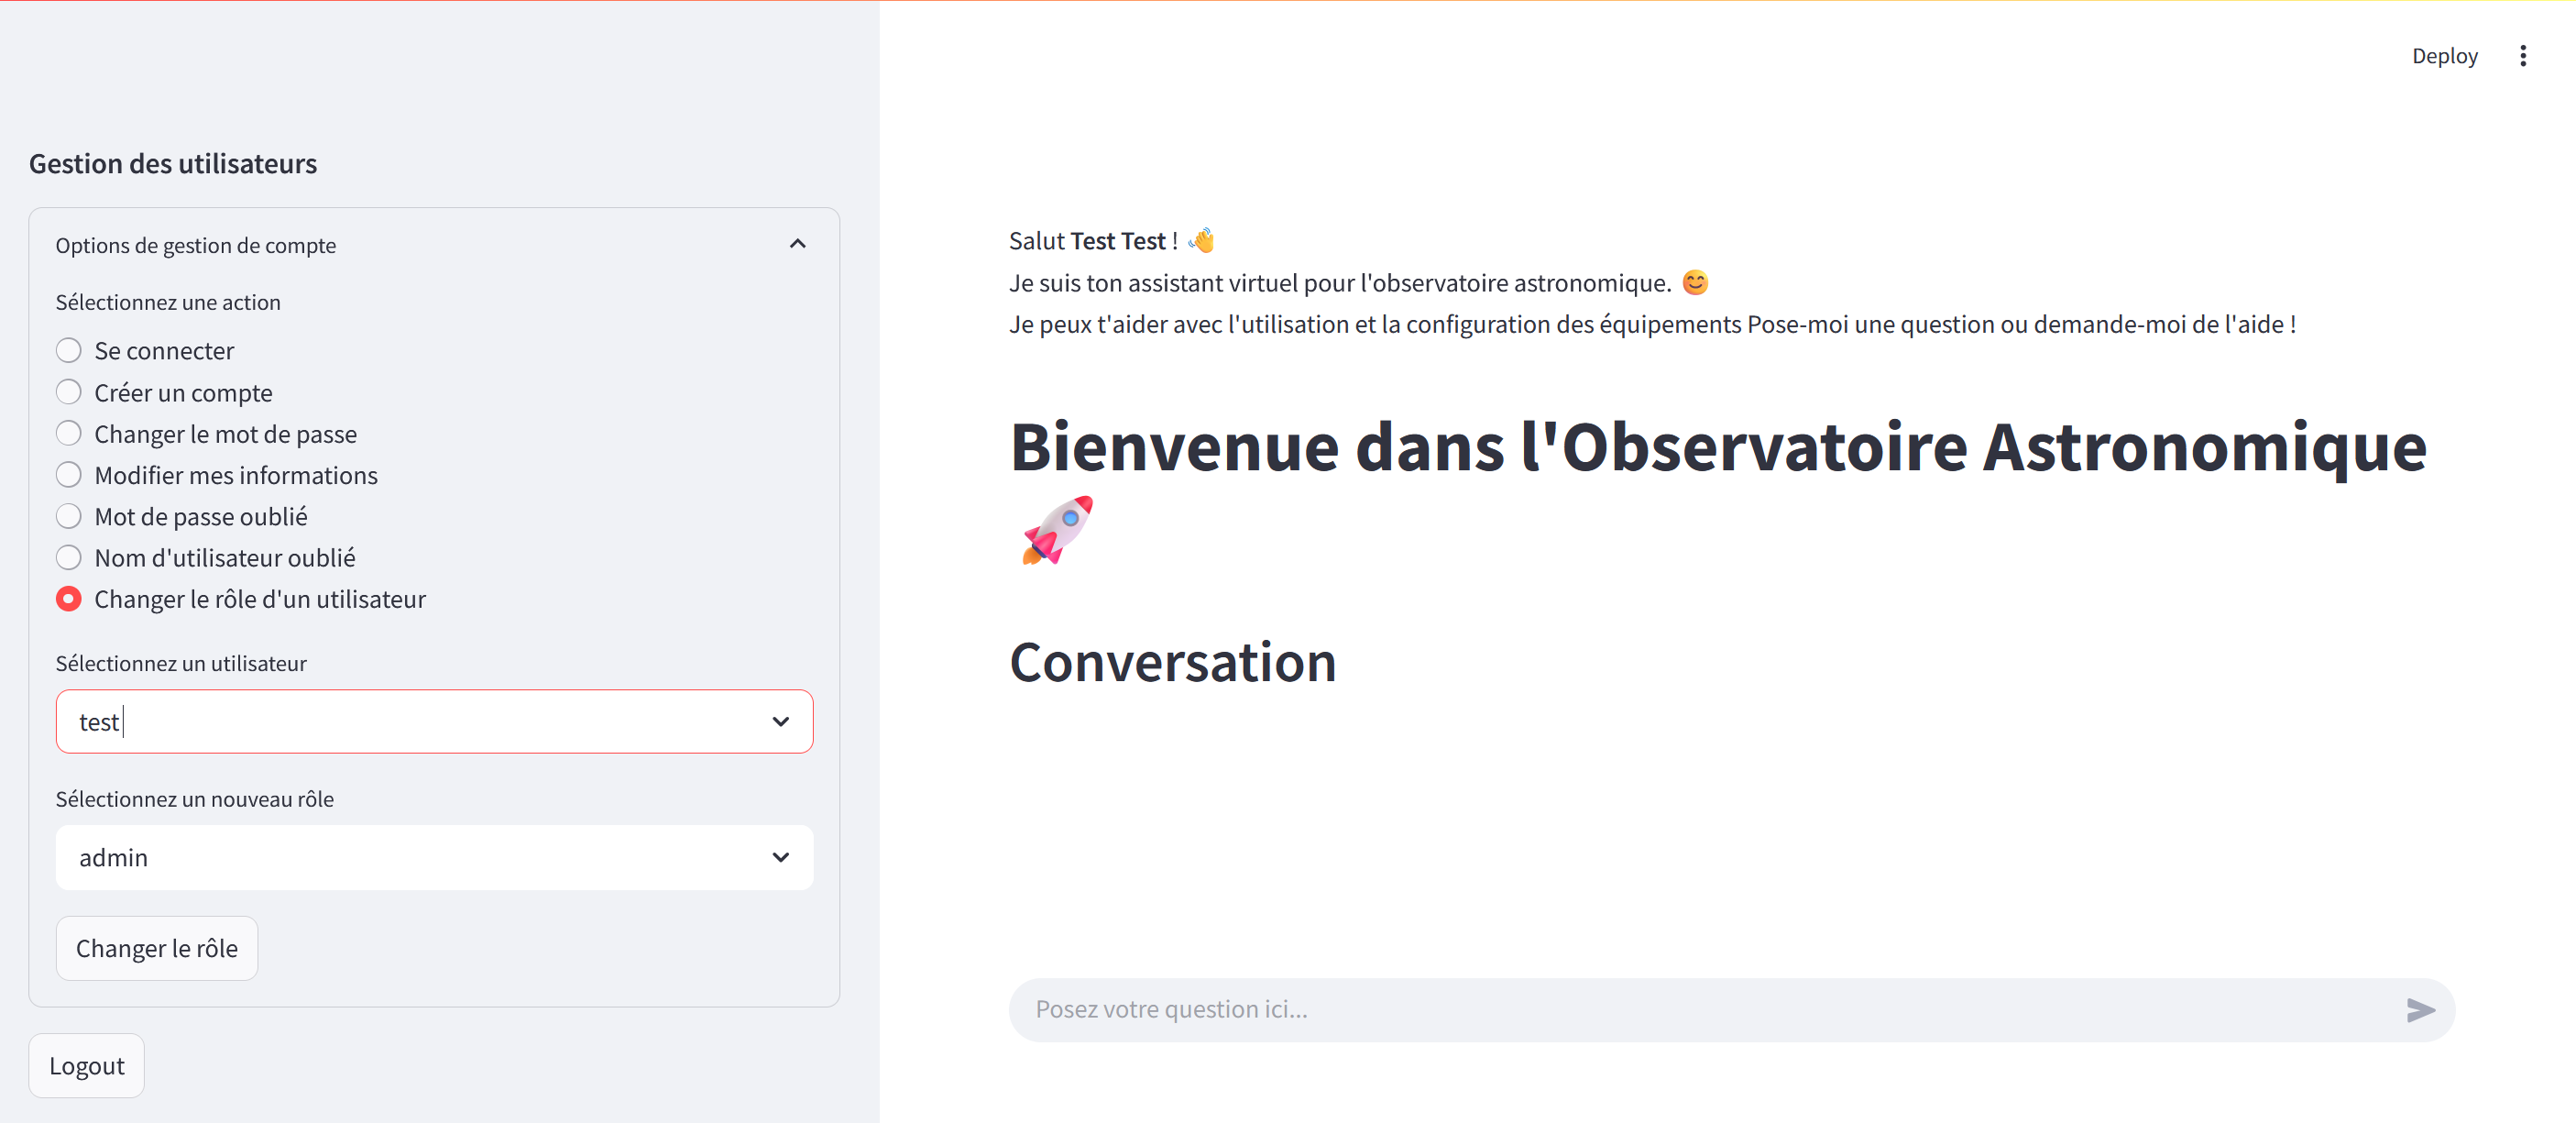 Deploy
Gestion des utilisateurs
Options de gestion de compte
Sélectionnez une action
Se connecter
Créer un compte
Changer le mot de passe
Modifier mes informations
Mot de passe oublié
Nom d'utilisateur oublié
Changer le rôle d'un utilisateur
Sélectionnez un utilisateur
test
Sélectionnez un nouveau rôle
admin
Changer le rôle
Logout
Salut Test Test ! 👋
Je suis ton assistant virtuel pour l'observatoire astronomique. 😊
Je peux t'aider avec l'utilisation et la configuration des équipements Pose-moi une question ou demande-moi de l'aide !
Bienvenue dans l'Observatoire Astronomique
🚀
Conversation
Posez votre question ici...